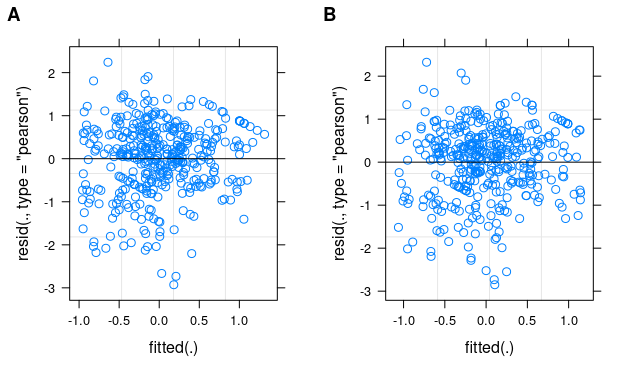 A
B
resid(., type = "pearson")
2
1
0
-1
-2
-3
-1.0 -0.5 0.0 0.5 1.0
fitted(.)
resid(., type = "pearson")
2
1
0
-1
-2
-3
-1.0 -0.5 0.0 0.5 1.0
fitted(.)